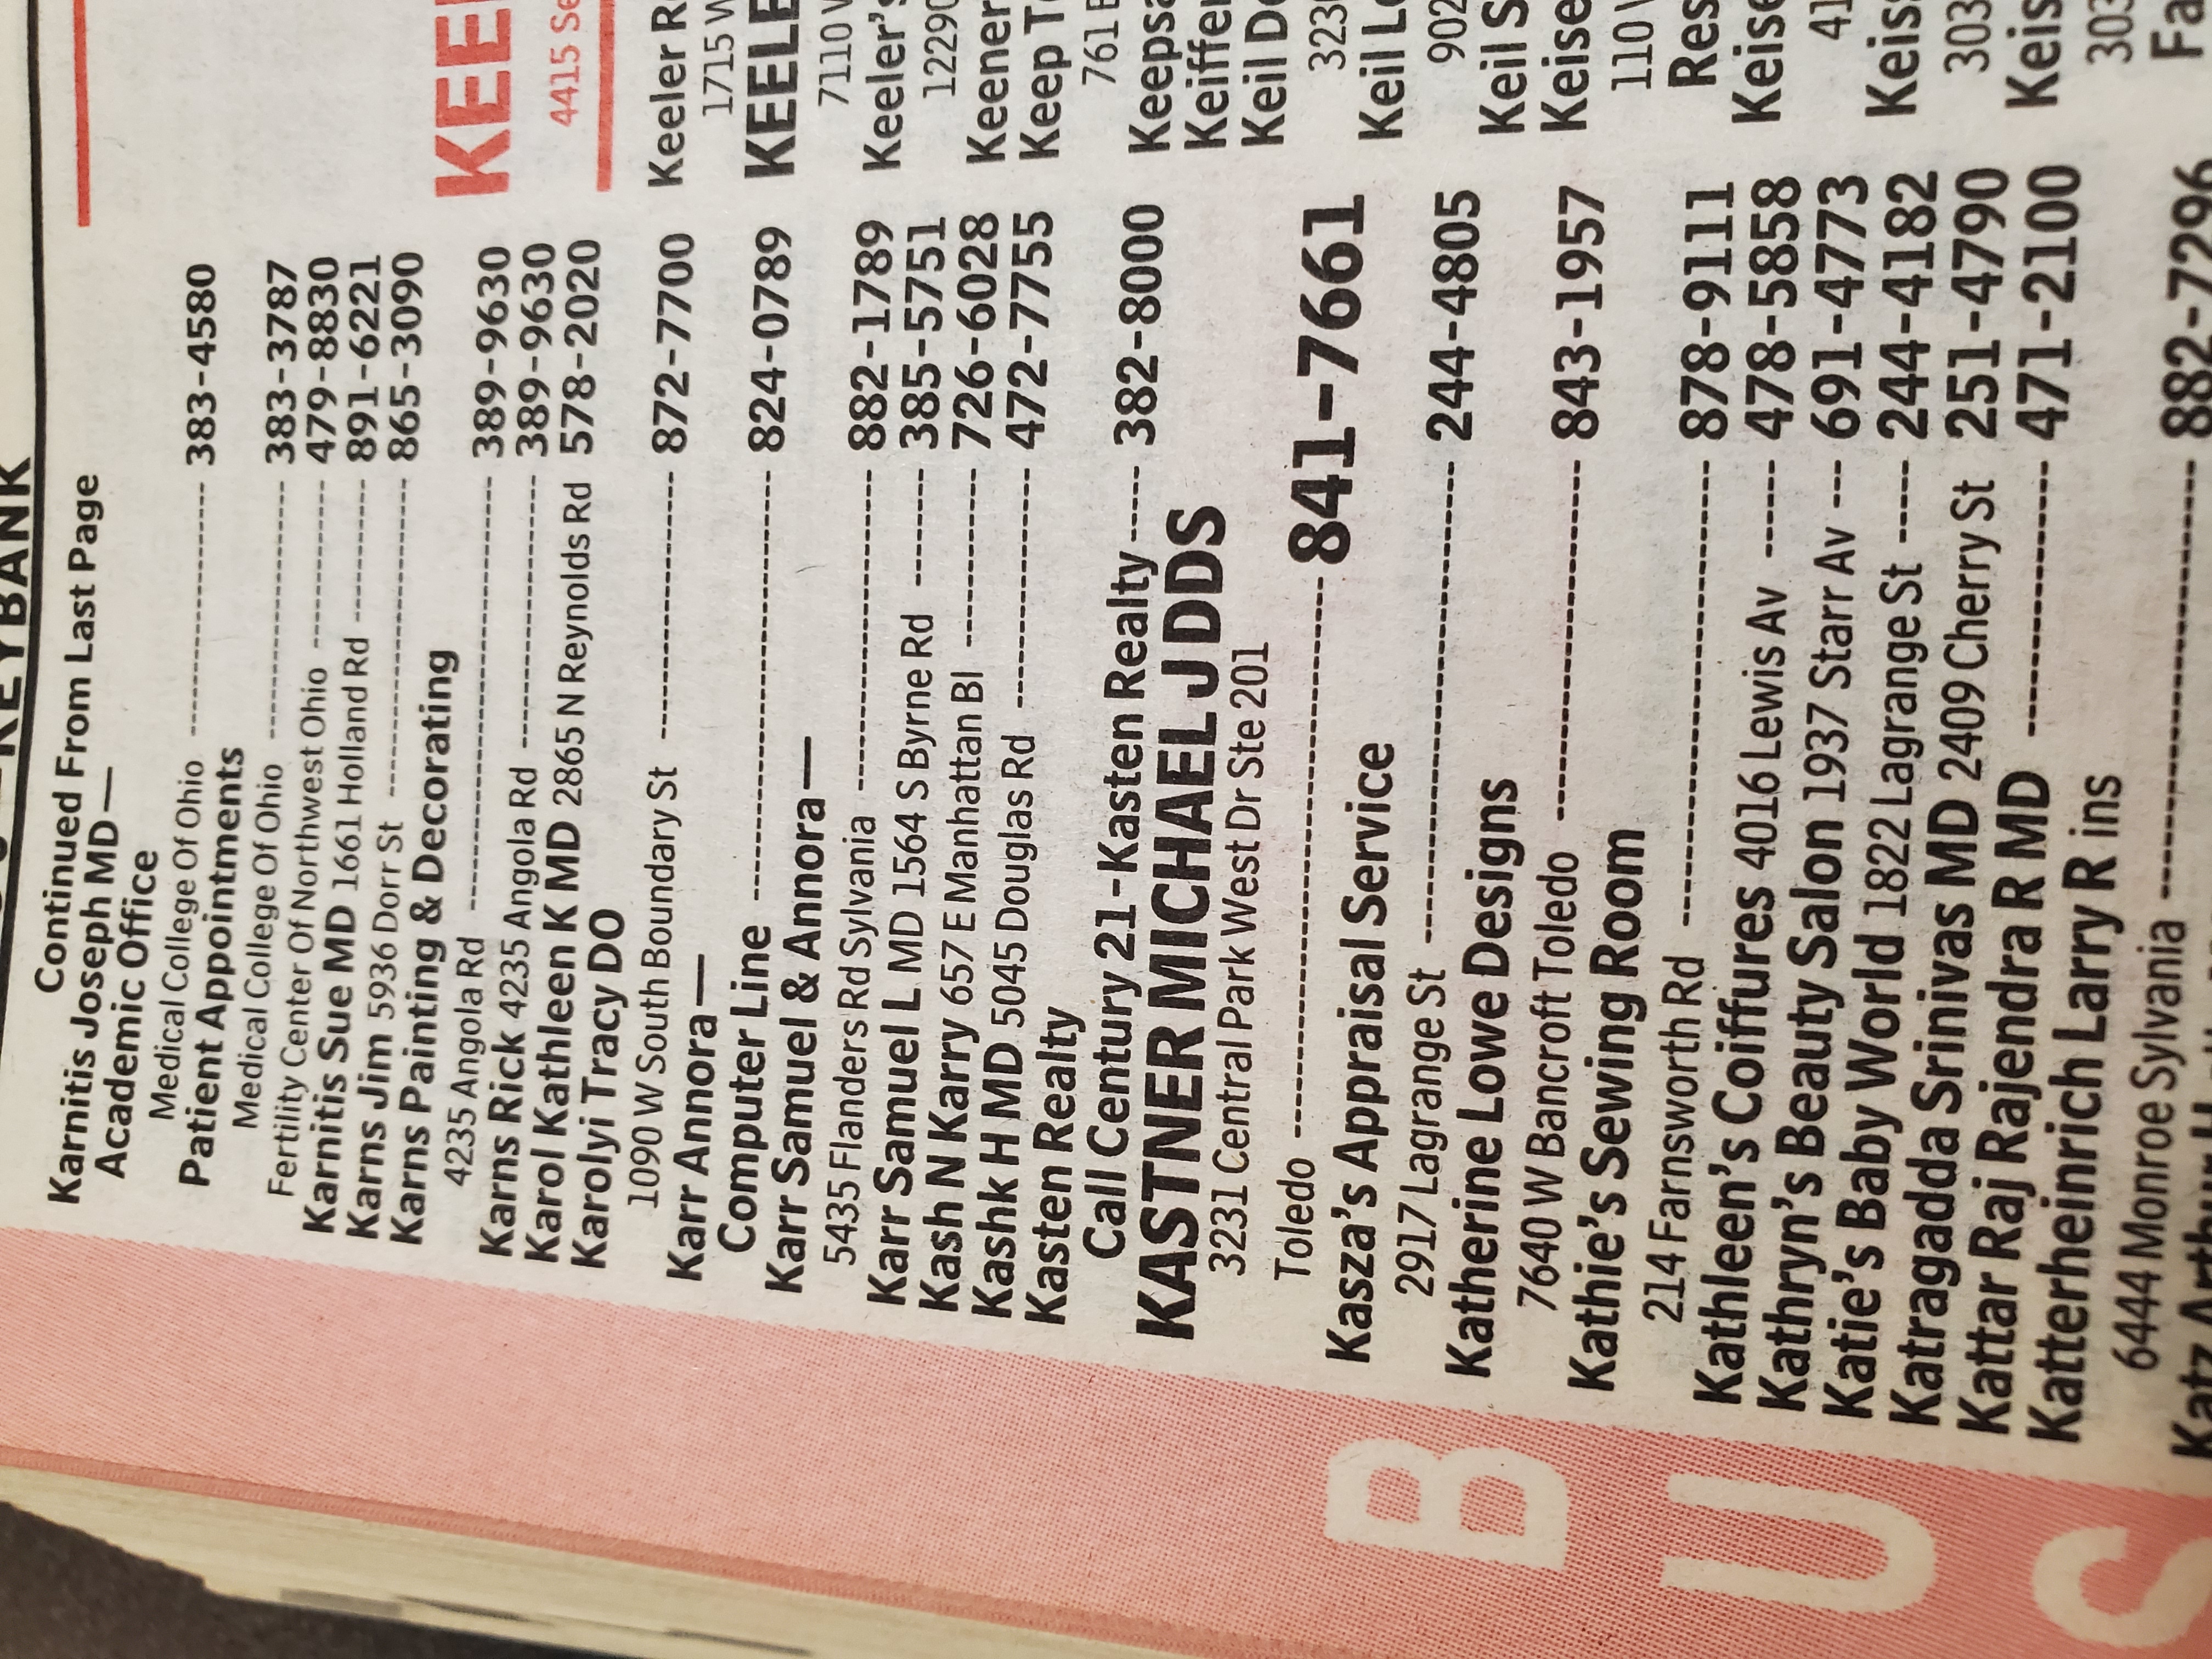 KEYBANK
Continued From Last Page
Karnitis Joseph MD—
Academic Office
Medical College Of Ohio ---------------- 383-4580
Patient Appointments
Medical College Of Ohio ---------------- 383-3787
Fertility Center Of Northwest Ohio ---------- 479-8830
Karnitis Sue MD 1661 Holland Rd -------- 891-6221
Karns Jim 5936 Dorr St -------------------- 865-3090
Karns Painting & Decorating
4235 Angola Rd -------------------------- 389-9630
Karns Rick 4235 Angola Rd --------------- 389-9630
Karol Kathleen K MD 2865 N Reynolds Rd 578-2020
Karolyi Tracy DO
1090 W South Boundary St --------------- 872-7700
Karr Annora—
Computer Line ------------------------- 824-0789
Karr Samuel & Annora—
5435 Flanders Rd Sylvania --------------- 882-1789
Karr Samuel L MD 1564 S Byrne Rd ------- 385-5751
Kash N Karry 657 E Manhattan Bl --------- 726-6028
Kashk H MD 5045 Douglas Rd ------------ 472-7755
Kasten Realty
Call Century 21-Kasten Realty ----- 382-8000
KASTNER MICHAEL J DDS
3231 Central Park West Dr Ste 201
Toledo ------------------------------ 841-7661
Kasza's Appraisal Service
2917 Lagrange St ----------------------- 244-4805
Katherine Lowe Designs
7640 W Bancroft Toledo ----------------- 843-1957
Kathie's Sewing Room
214 Farnsworth Rd --------------------- 878-9111
Kathleen's Coiffures 4016 Lewis Av ------ 478-5858
Kathryn's Beauty Salon 1937 Starr Av --- 691-4773
Katie's Baby World 1822 Lagrange St ----- 244-4182
Katragadda Srinivas MD 2409 Cherry St 251-4790
Kattar Raj Rajendra R MD ------------- 471-2100
Katterheinrich Larry R ins
6444 Monroe Sylvania ------------------- 882-7296
Katz Arthur
KEE
4415 Se
Keeler R
1715 W
KEELE
7110 W
Keeler's
12290
Keener
Keep T
761 E
Keepsa
Keiffer
Keil De
323
Keil Le
902
Keil S
Keise
110 W
Res
Keise
41
Keis
303
Keis
303
Fa
B
U
S